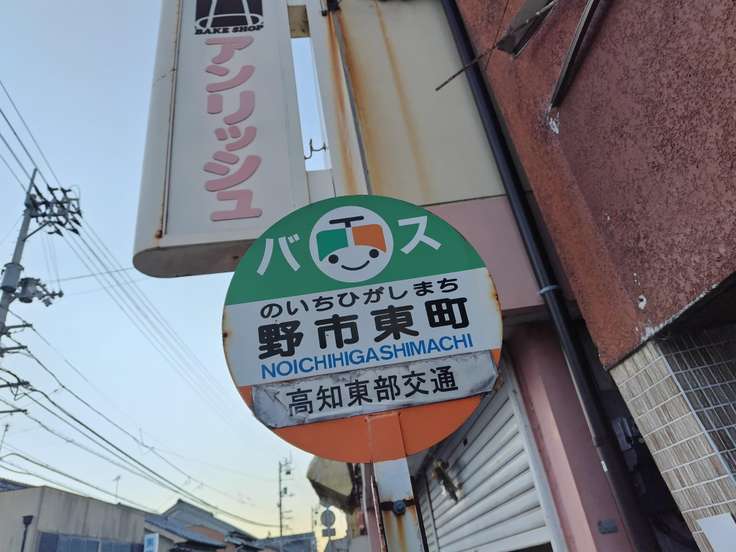 BAKE SHOP
アンリッシュ
バス
のいちひがしまち
野市東町
NOICHIHIGASHIMACHI
高知東部交通